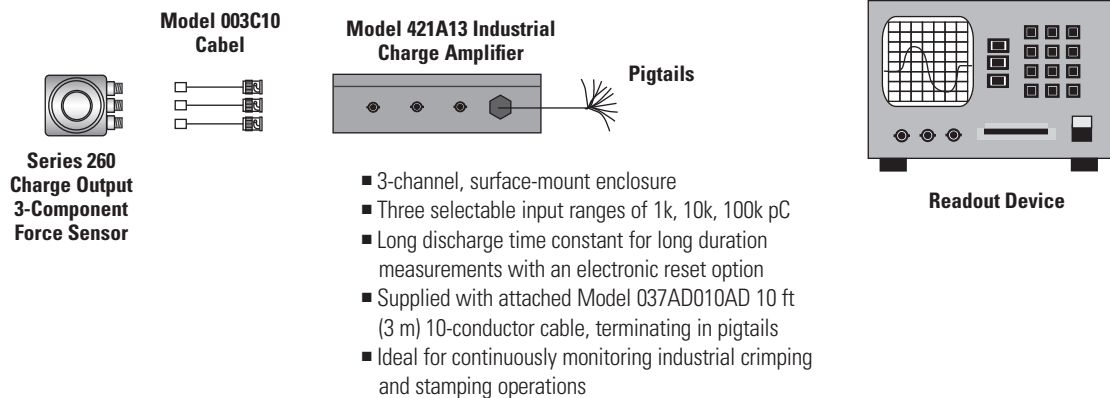 Model 003C10
Cabel
Model 421A13 Industrial
Charge Amplifier
Pigtails
Series 260
Charge Output
3-Component
Force Sensor
■ 3-channel, surface-mount enclosure
■ Three selectable input ranges of 1k, 10k, 100k pC
■ Long discharge time constant for long duration
measurements with an electronic reset option
■ Supplied with attached Model 037AD010AD 10 ft
(3 m) 10-conductor cable, terminating in pigtails
■ Ideal for continuously monitoring industrial crimping
and stamping operations
Readout Device